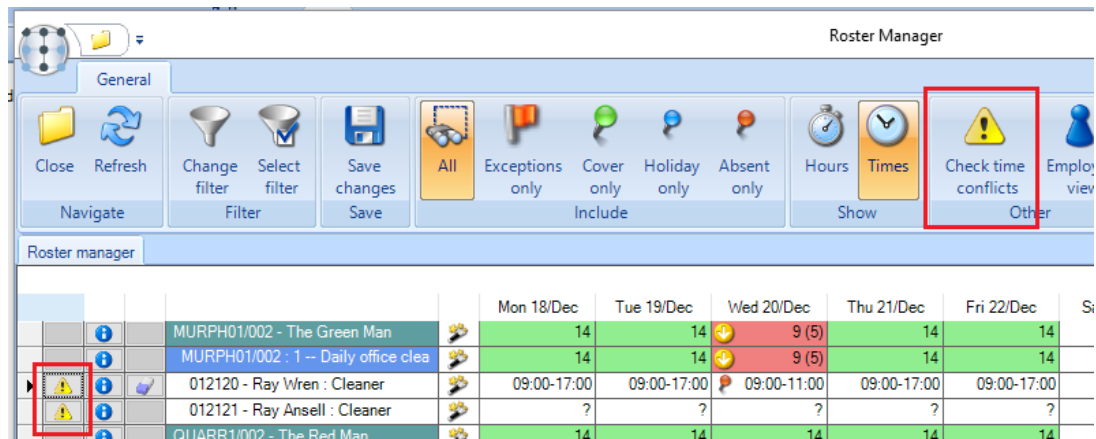 Roster Manager
General
Close Refresh Change filter Select filter Save changes All Exceptions only Cover only Holiday only Absent only Hours Times Check time conflicts
Navigate Filter Save Include Show
Roster manager
Mon 18/Dec Tue 19/Dec Wed 20/Dec Thu 21/Dec Fri 22/Dec
MURPH01/002 - The Green Man 14 14 9 (5) 14 14
MURPH01/002 : 1 -- Daily office clea 14 14 9 (5) 14 14
012120 - Ray Wren : Cleaner 09:00-17:00 09:00-17:00 09:00-11:00 09:00-17:00 09:00-17:00
012121 - Ray Ansell : Cleaner ? ? ? ? ?
QUARR1/002 - The Red Man 14 14 14 14 14